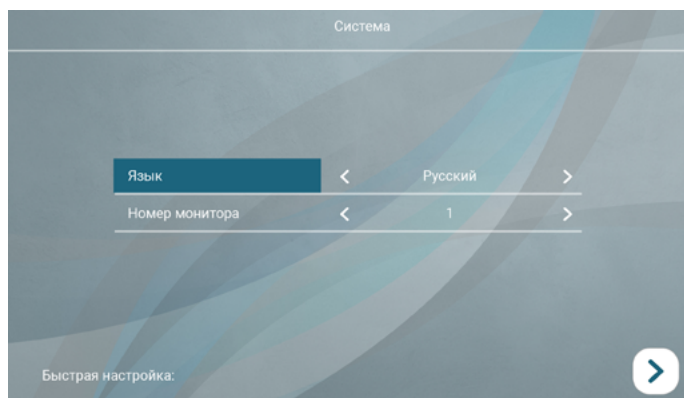 Система
Язык Русский
Номер монитора 1
Быстрая настройка: